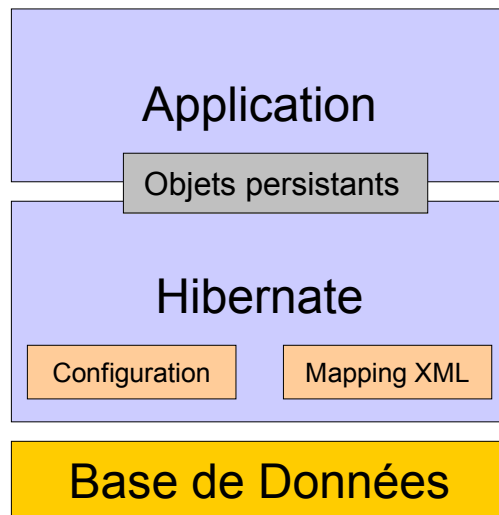 Application
Objets persistants
Hibernate
Configuration
Mapping XML
Base de Données